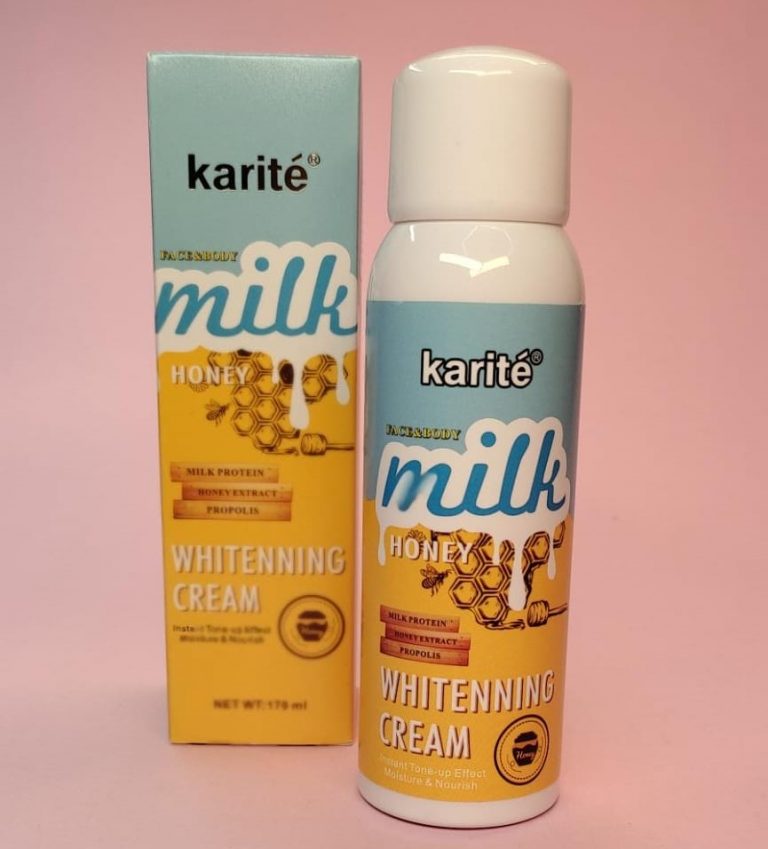 karité®
FACE&BODY
milk
HONEY
MILK PROTEIN
HONEY EXTRACT
PROPOLIS
WHITENNING
CREAM
Instant Tone-up Effect
Moisture & Nourish
NET WT:170 ml
karité®
FACE&BODY
milk
HONEY
MILK PROTEIN
HONEY EXTRACT
PROPOLIS
WHITENNING
CREAM
Instant Tone-up Effect
Moisture & Nourish
Honey